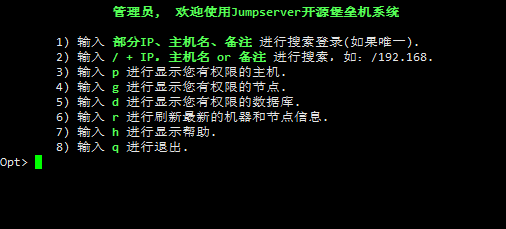 管理员, 欢迎使用Jumpserver开源堡垒机系统
1) 输入 部分IP、主机名、备注 进行搜索登录(如果唯一).
2) 输入 / + IP, 主机名 or 备注 进行搜索, 如: /192.168.
3) 输入 p 进行显示您有权限的主机.
4) 输入 g 进行显示您有权限的节点.
5) 输入 d 进行显示您有权限的数据库.
6) 输入 r 进行刷新最新的机器和节点信息.
7) 输入 h 进行显示帮助.
8) 输入 q 进行退出.
Opt>